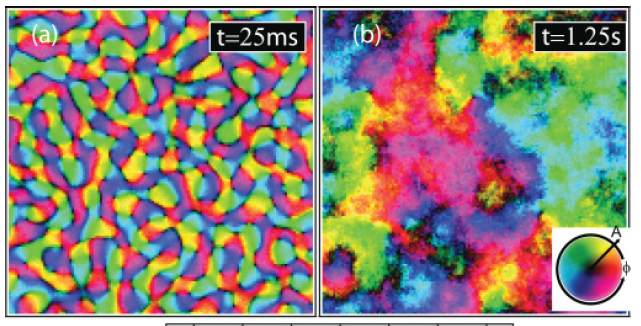 (a)
t=25ms
(b)
t=1.25s
A
ϕ